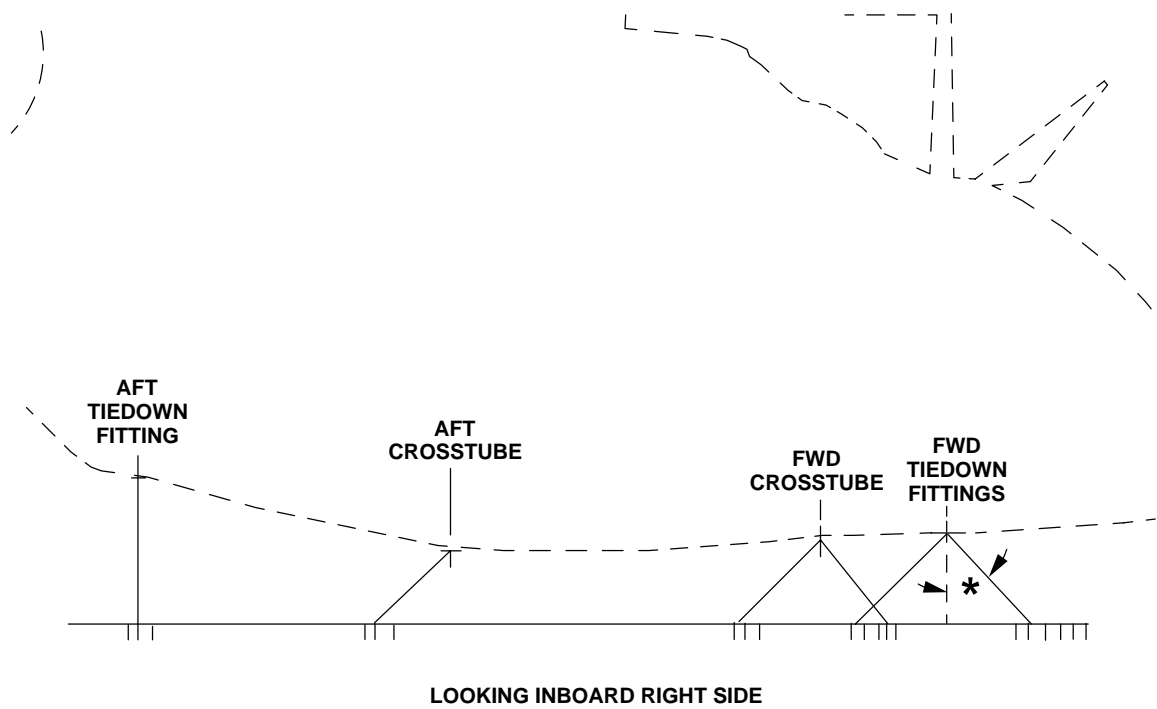 AFT
TIEDOWN
FITTING
AFT
CROSSTUBE
FWD
CROSSTUBE
FWD
TIEDOWN
FITTINGS
*
LOOKING INBOARD RIGHT SIDE